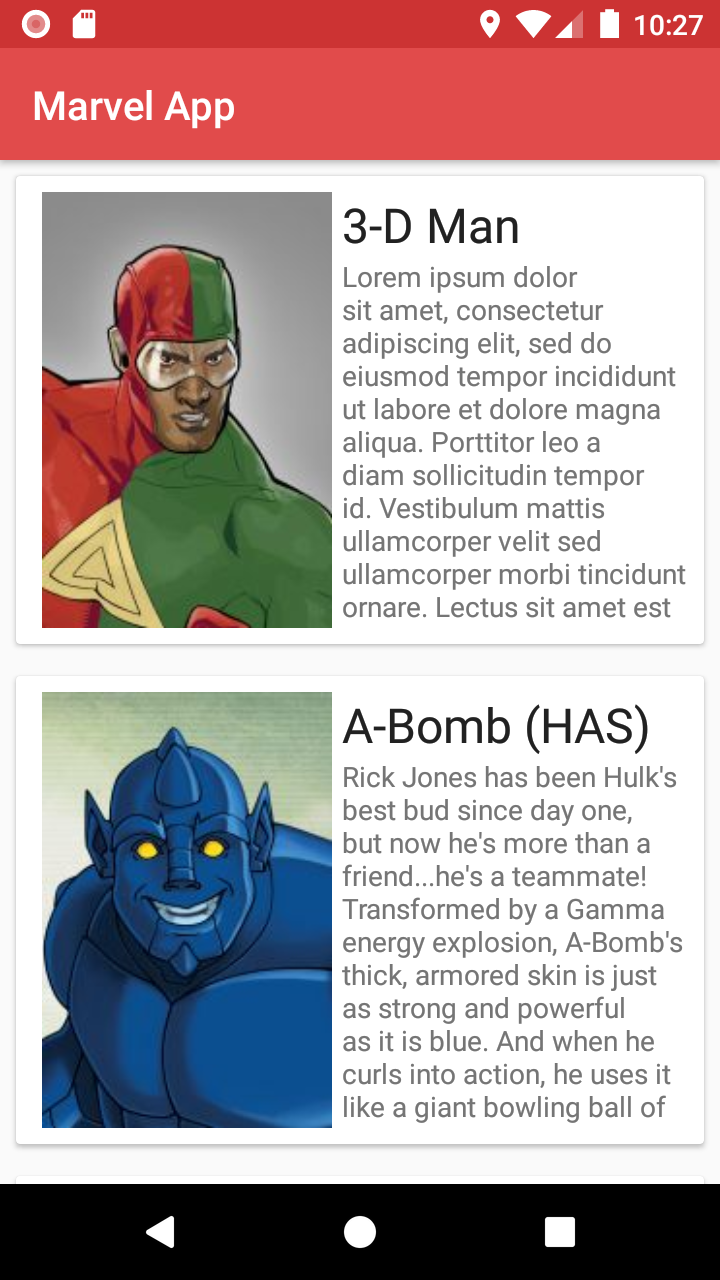 10:27
Marvel App
3-D Man
Lorem ipsum dolor
sit amet, consectetur
adipiscing elit, sed do
eiusmod tempor incididunt
ut labore et dolore magna
aliqua. Porttitor leo a
diam sollicitudin tempor
id. Vestibulum mattis
ullamcorper velit sed
ullamcorper morbi tincidunt
ornare. Lectus sit amet est
A-Bomb (HAS)
Rick Jones has been Hulk's
best bud since day one,
but now he's more than a
friend...he's a teammate!
Transformed by a Gamma
energy explosion, A-Bomb's
thick, armored skin is just
as strong and powerful
as it is blue. And when he
curls into action, he uses it
like a giant bowling ball of